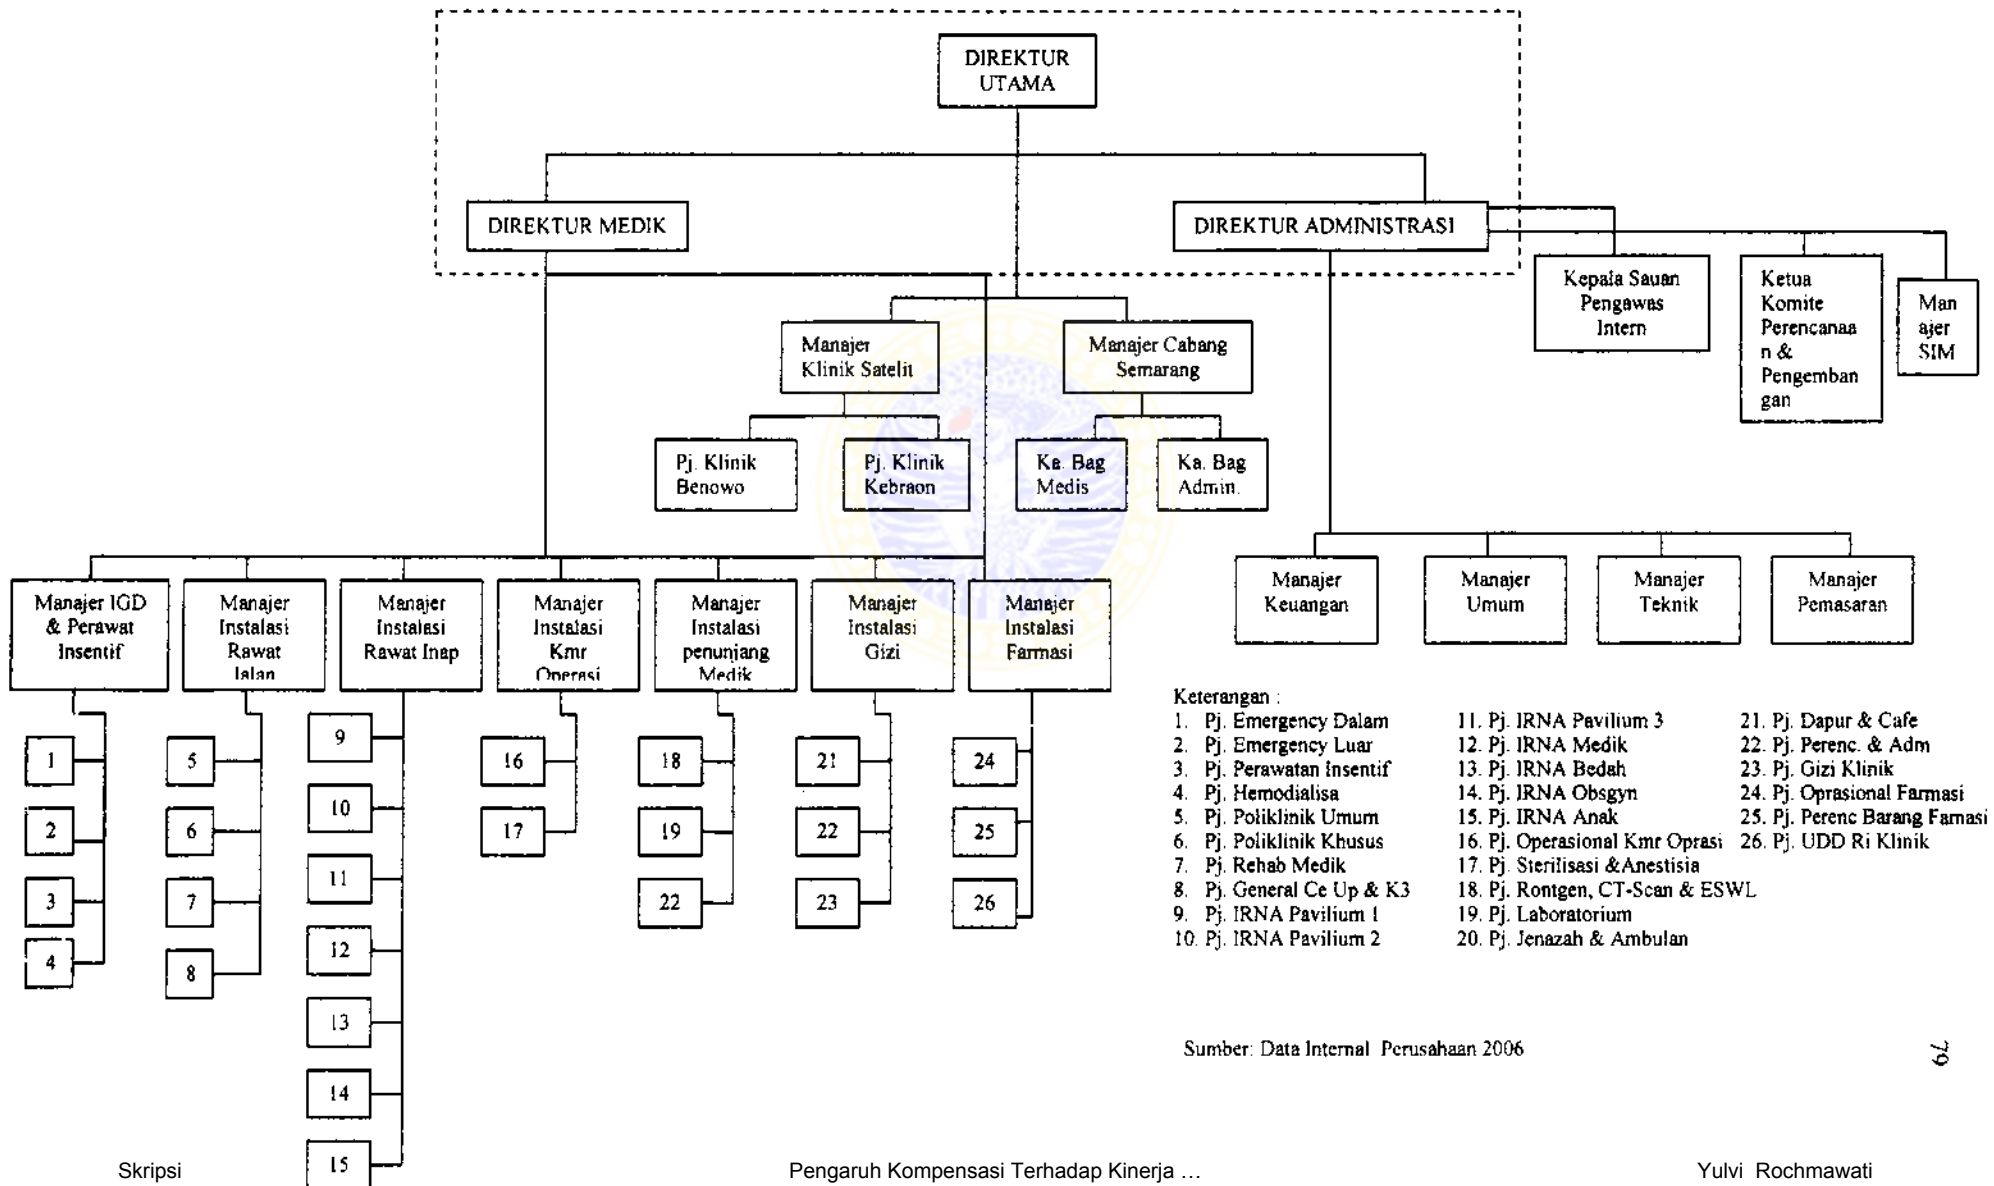 DIREKTUR
UTAMA
DIREKTUR MEDIK
DIREKTUR ADMINISTRASI
Kepala Sauan
Pengawas
Intern
Ketua
Komite
Perencanaa
n &
Pengemban
gan
Man
ajer
SIM
Manajer
Klinik Satelit
Manajer Cabang
Semarang
Pj. Klinik
Benowo
Pj. Klinik
Kebraon
Ka. Bag
Medis
Ka. Bag
Admin.
Manajer IGD
& Perawat
Insentif
Manajer
Instalasi
Rawat
Jalan
Manajer
Instalasi
Rawat Inap
Manajer
Instalasi
Kmr
Operasi
Manajer
Instalasi
penunjang
Medik
Manajer
Instalasi
Gizi
Manajer
Instalasi
Farmasi
Manajer
Keuangan
Manajer
Umum
Manajer
Teknik
Manajer
Pemasaran
1
2
3
4
5
6
7
8
9
10
11
12
13
14
15
16
17
18
19
22
21
22
23
24
25
26
Keterangan :
1. Pj. Emergency Dalam
2. Pj. Emergency Luar
3. Pj. Perawatan Insentif
4. Pj. Hemodialisa
5. Pj. Poliklinik Umum
6. Pj. Poliklinik Khusus
7. Pj. Rehab Medik
8. Pj. General Ce Up & K3
9. Pj. IRNA Pavilium 1
10. Pj. IRNA Pavilium 2
11. Pj. IRNA Pavilium 3
12. Pj. IRNA Medik
13. Pj. IRNA Bedah
14. Pj. IRNA Obsgyn
15. Pj. IRNA Anak
16. Pj. Operasional Kmr Oprasi
17. Pj. Sterilisasi &Anestisia
18. Pj. Rontgen, CT-Scan & ESWL
19. Pj. Laboratorium
20. Pj. Jenazah & Ambulan
21. Pj. Dapur & Cafe
22. Pj. Perenc. & Adm
23. Pj. Gizi Klinik
24. Pj. Oprasional Farmasi
25. Pj. Perenc Barang Famasi
26. Pj. UDD Ri Klinik
Sumber: Data Internal Perusahaan 2006
79
Skripsi
Pengaruh Kompensasi Terhadap Kinerja ...
Yulvi Rochmawati